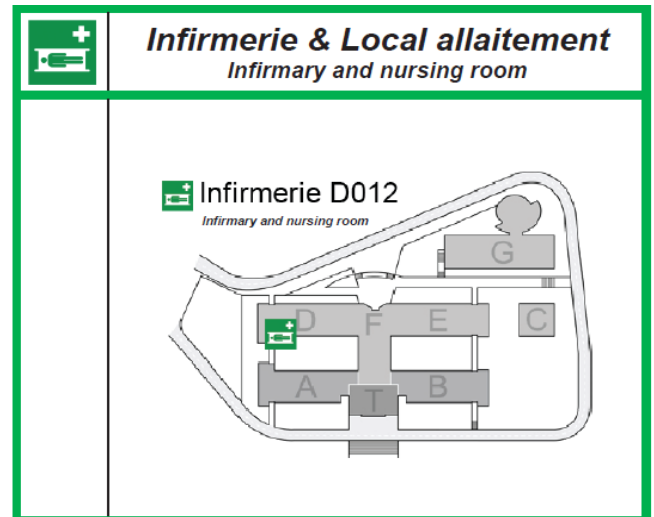 Infirmerie & Local allaitement
Infirmary and nursing room
Infirmerie D012
Infirmary and nursing room
G
D F E C
A T B